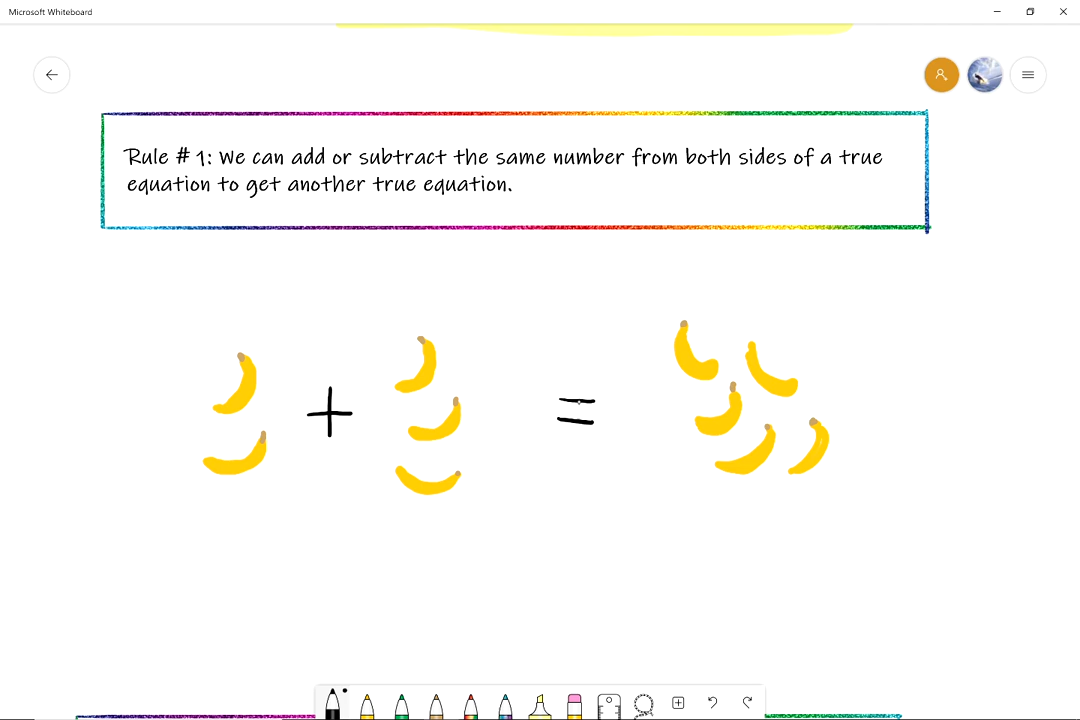 Microsoft Whiteboard
Rule # 1: We can add or subtract the same number from both sides of a true
equation to get another true equation.
+ =